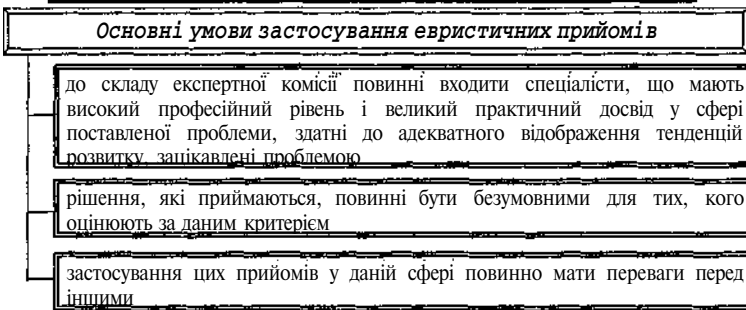 Основні умови застосування евристичних прийомів
до складу експертної комісії повинні входити спеціалісти, що мають
високий професійний рівень і великий практичний досвід у сфері
поставленої проблеми, здатні до адекватного відображення тенденцій
розвитку, зацікавлені проблемою
рішення, які приймаються, повинні бути безумовними для тих, кого
оцінюють за даним критерієм
застосування цих прийомів у даній сфері повинно мати переваги перед
іншими